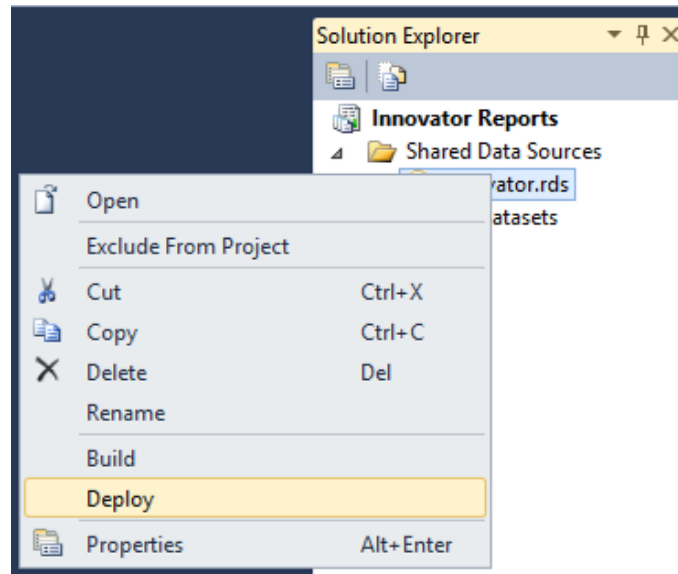 Solution Explorer
Innovator Reports
Shared Data Sources
vator.rds
atasets
Open
Exclude From Project
Cut Ctrl+X
Copy Ctrl+C
Delete Del
Rename
Build
Deploy
Properties Alt+Enter